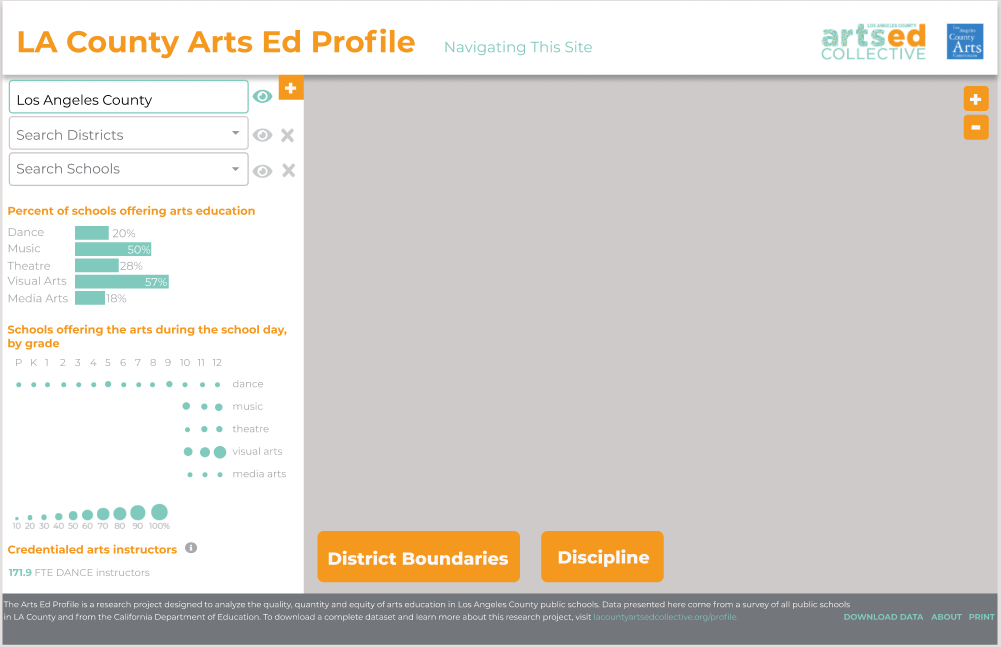 LA County Arts Ed Profile
Navigating This Site
LOS ANGELES COUNTY
artsed
COLLECTIVE
Los Angeles
County
Arts
Los Angeles County
Search Districts
Search Schools
Percent of schools offering arts education
Dance 20%
Music 50%
Theatre 28%
Visual Arts 57%
Media Arts 18%
Schools offering the arts during the school day,
by grade
P K 1 2 3 4 5 6 7 8 9 10 11 12
dance
music
theatre
visual arts
media arts
10 20 30 40 50 60 70 80 90 100%
Credentialed arts instructors i
171.9 FTE DANCE instructors
District Boundaries
Discipline
The Arts Ed Profile is a research project designed to analyze the quality, quantity and equity of arts education in Los Angeles County public schools. Data presented here come from a survey of all public schools
in LA County and from the California Department of Education. To download a complete dataset and learn more about this research project, visit lacountyartsedcollective.org/profile.
DOWNLOAD DATA ABOUT PRINT